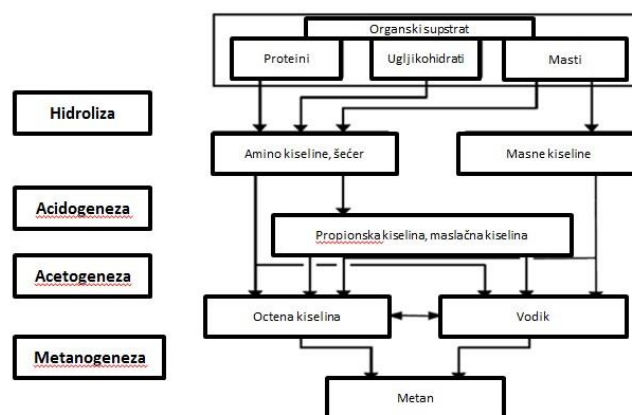 Organski supstrat
Proteini
Ugljikohidrati
Masti
Hidroliza
Amino kiseline, šećer
Masne kiseline
Acidogeneza
Propionska kiselina, maslačna kiselina
Acetogeneza
Octena kiselina
Vodik
Metanogeneza
Metan